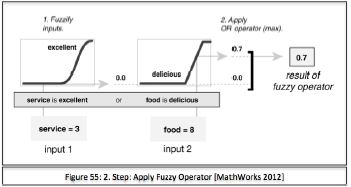 1. Fuzzify
inputs.
2. Apply
OR operator (max).
excellent
delicious
0.0
0.7
0.0
0.7
result of
fuzzy operator
service is excellent or food is delicious
service = 3
food = 8
input 1
input 2
Figure 55: 2. Step: Apply Fuzzy Operator [MathWorks 2012]